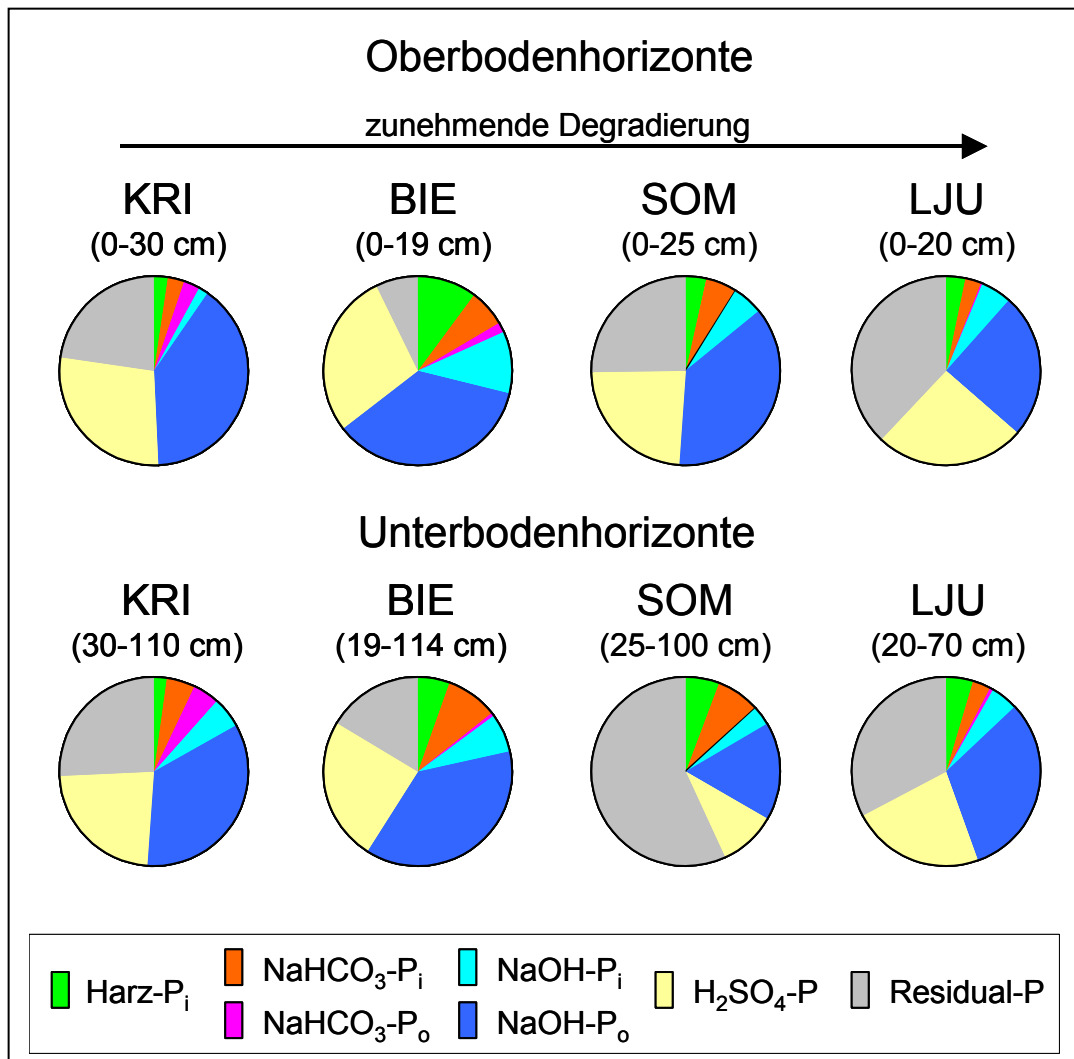 Oberbodenhorizonte
zunehmende Degradierung
KRI BIE SOM LJU
(0-30 cm) (0-19 cm) (0-25 cm) (0-20 cm)
Unterbodenhorizonte
KRI BIE SOM LJU
(30-110 cm) (19-114 cm) (25-100 cm) (20-70 cm)
Harz-Pi
NaHCO3-Pi
NaHCO3-Po
NaOH-Pi
NaOH-Po
H2SO4-P
Residual-P